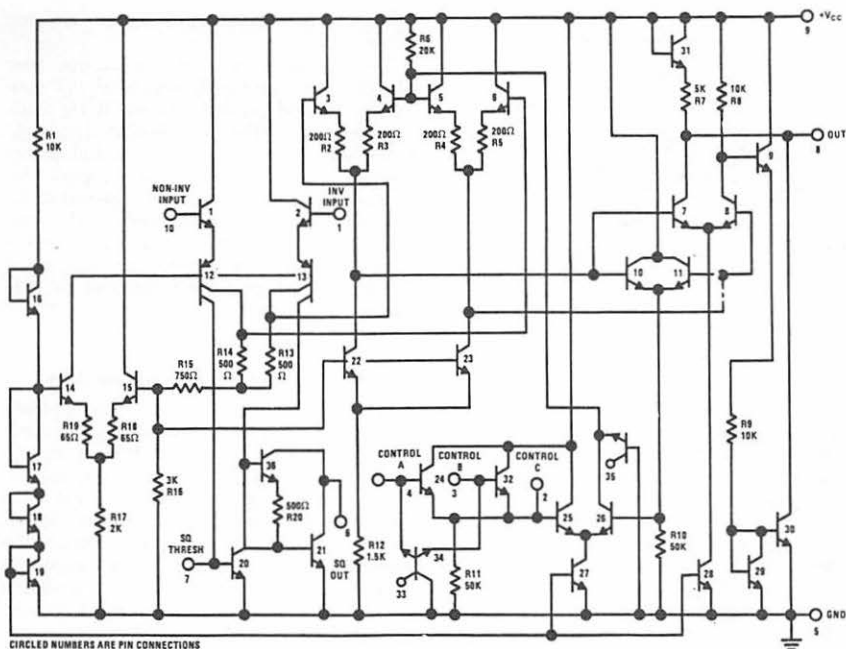 +VCC
9
R6
20K
31
R1
10K
3
4
5
6
5K
R7
10K
R8
OUT
8
200Ω
R2
200Ω
R3
200Ω
R4
200Ω
R5
9
NON-INV
INPUT
10
INV
INPUT
1
1
2
7
8
12
13
10
11
16
R15
750Ω
R14
500
Ω
R13
500
Ω
22
23
14
15
R19
65Ω
R18
65Ω
R9
10K
17
3K
R16
CONTROL
A
4
CONTROL
B
3
CONTROL
C
2
24
32
35
36
500Ω
R20
18
R17
2K
6
SQ
OUT
R12
1.5K
25
26
R10
50K
SQ
THRESH
7
20
21
34
33
R11
50K
27
28
29
30
19
GND
5
CIRCLED NUMBERS ARE PIN CONNECTIONS